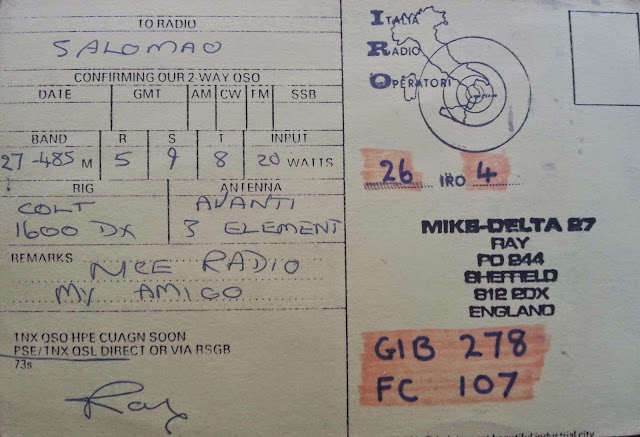 TO RADIO
SALOMAO
CONFIRMING OUR 2-WAY QSO
DATE GMT AM CW FM SSB
BAND R S T INPUT
27-485 M 5 9 8 20 WATTS
RIG ANTENNA
COLT AVANTI
1600 DX 3 ELEMENT
REMARKS NICE RADIO
MY AMIGO
TNX QSO HPE CUAGN SOON
PSE/TNX QSL DIRECT OR VIA RSGB
73s
Ray
ITALIA
RADIO
OPERATORI
26 IRO 4
MIKE-DELTA 27
RAY
PO 244
SHEFFIELD
S12 2DX
ENGLAND
GIB 278
FC 107
beautiful industrial city